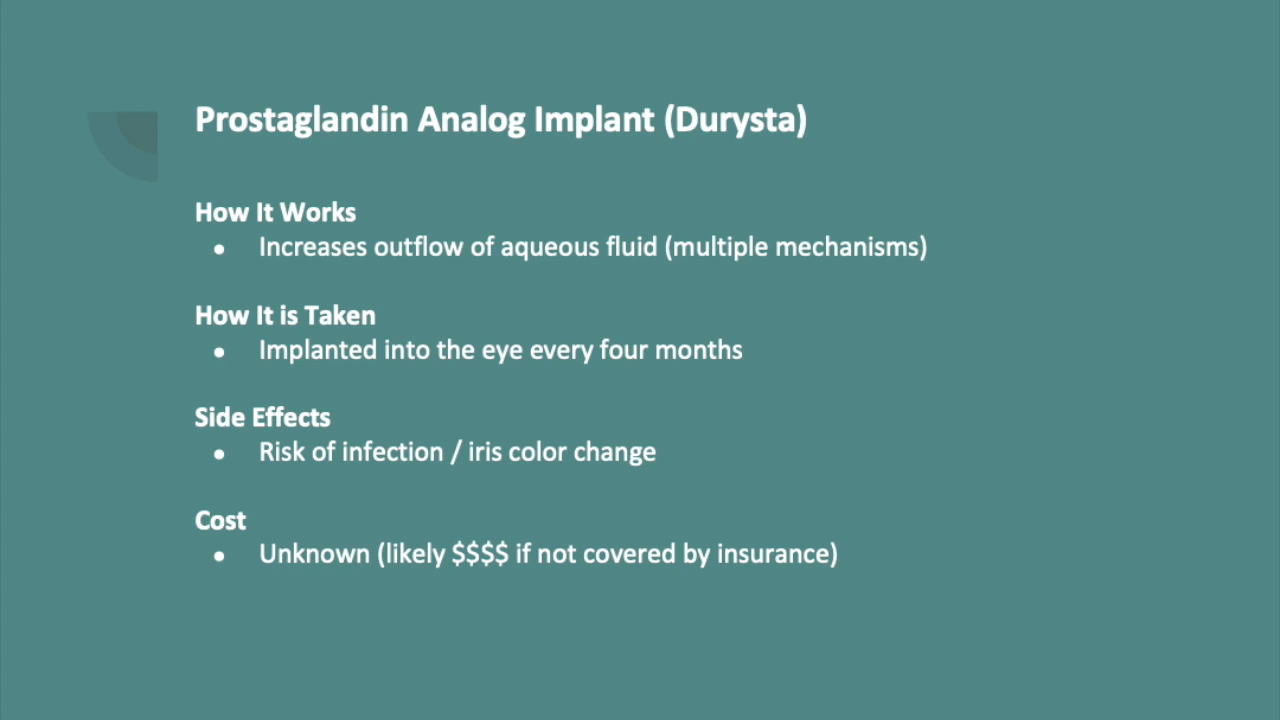 Prostaglandin Analog Implant (Durysta)
How It Works
● Increases outflow of aqueous fluid (multiple mechanisms)
How It is Taken
● Implanted into the eye every four months
Side Effects
● Risk of infection / iris color change
Cost
● Unknown (likely $$$$ if not covered by insurance)